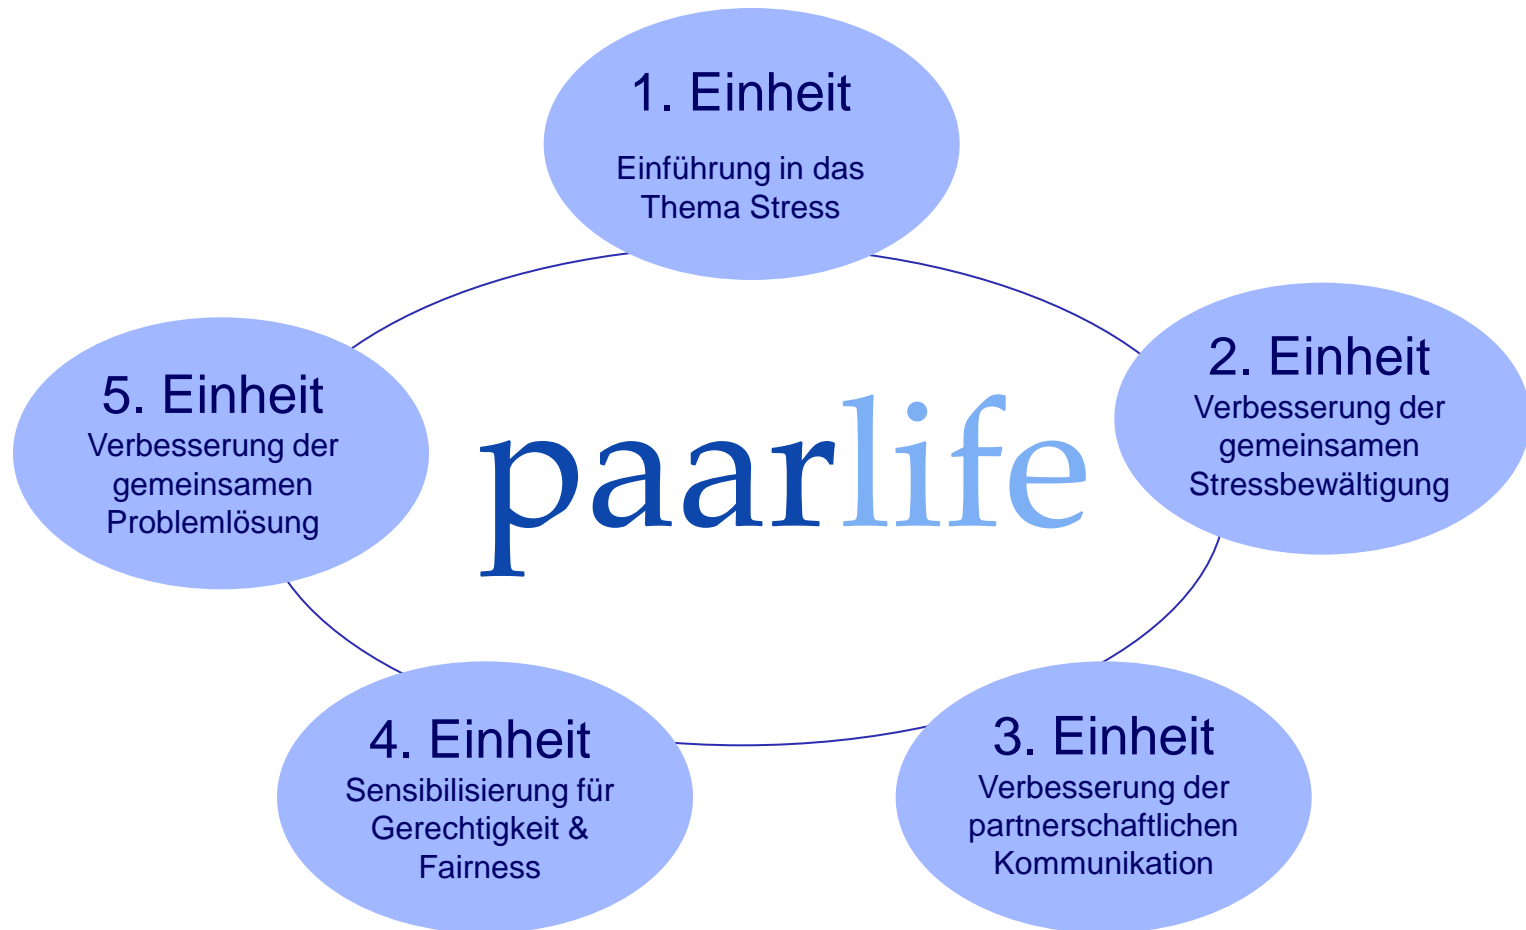 1. Einheit
Einführung in das
Thema Stress
2. Einheit
Verbesserung der
gemeinsamen
Stressbewältigung
3. Einheit
Verbesserung der
partnerschaftlichen
Kommunikation
4. Einheit
Sensibilisierung für
Gerechtigkeit &
Fairness
5. Einheit
Verbesserung der
gemeinsamen
Problemlösung
paarlife